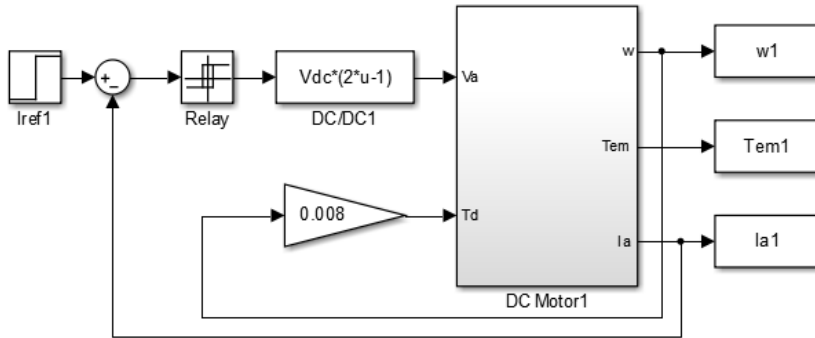 w
w1
+
−
Vdc*(2*u-1)
Va
Iref1
Relay
DC/DC1
Tem
Tem1
0.008
Td
Ia
Ia1
DC Motor1